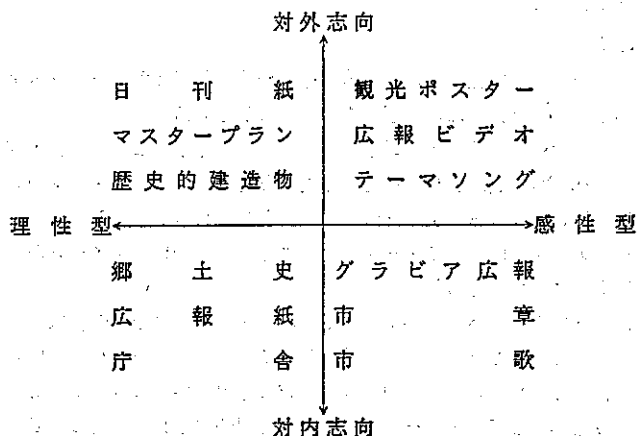 対外志向
日刊紙 観光ポスター
マスタープラン 広報ビデオ
歴史的建造物 テーマソング
理性型 感性型
郷土史 グラビア広報
広報紙 市章
庁舎 市歌
対内志向